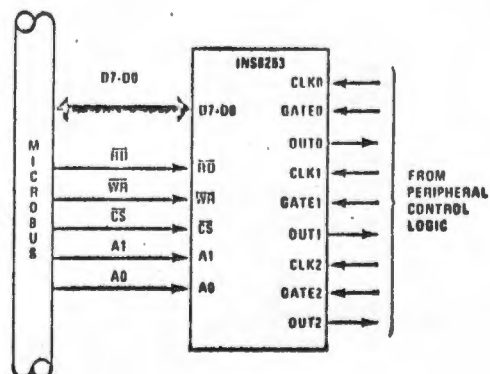 INS8253
CLK0
D7-D0
GATE0
D7-D0
OUT0
MICROBUS
RD
RD
CLK1
FROM
PERIPHERAL
CONTROL
LOGIC
WR
WR
GATE1
CS
CS
OUT1
A1
A1
CLK2
A0
A0
GATE2
OUT2